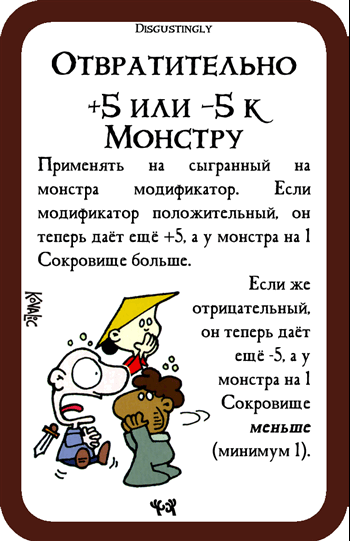 Disgustingly
Отвратительно
+5 или -5 к
Монстру
Применять на сыгранный на
монстра модификатор. Если
модификатор положительный, он
теперь даёт ещё +5, а у монстра на 1
Сокровище больше.
Если же
отрицательный,
он теперь даёт
ещё -5, а у
монстра на 1
Сокровище
меньше
(минимум 1).
Kovalic